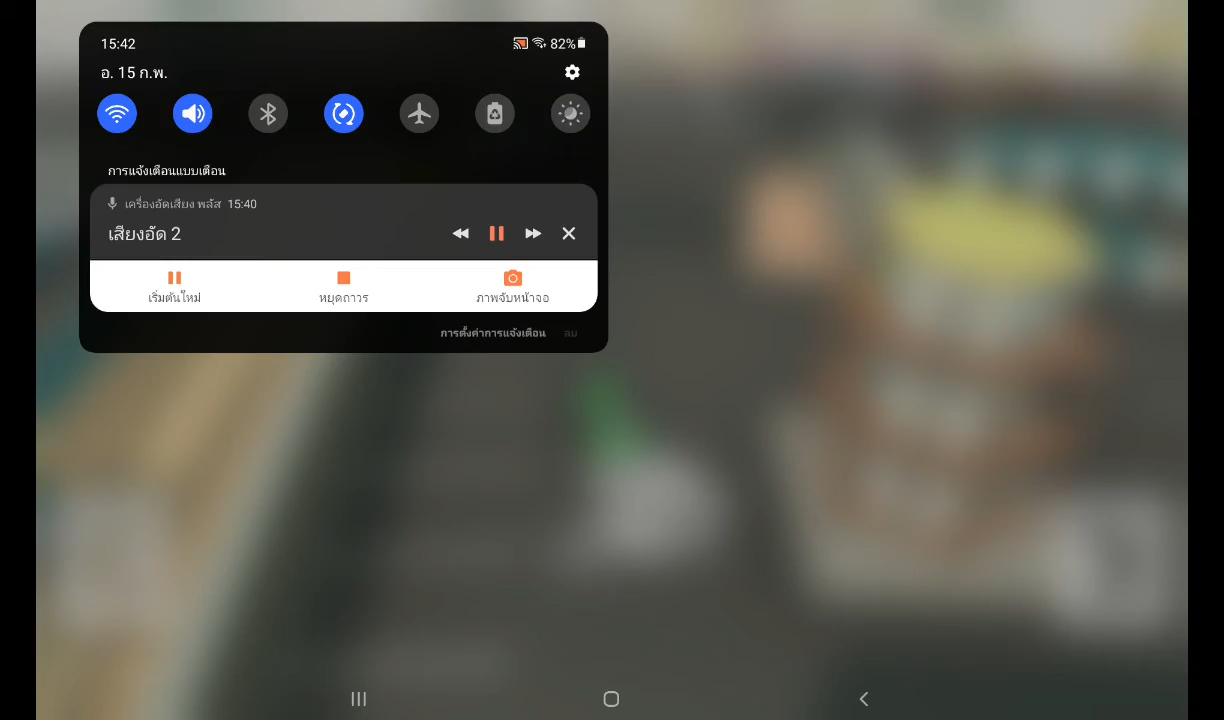 15:42
82%
อ. 15 ก.พ.
การแจ้งเตือนแบบเตือน
เครื่องอัดเสียง พลัส 15:40
เสียงอัด 2
เริ่มต้นใหม่
หยุดถาวร
ภาพจับหน้าจอ
การตั้งค่าการแจ้งเตือน
ลบ